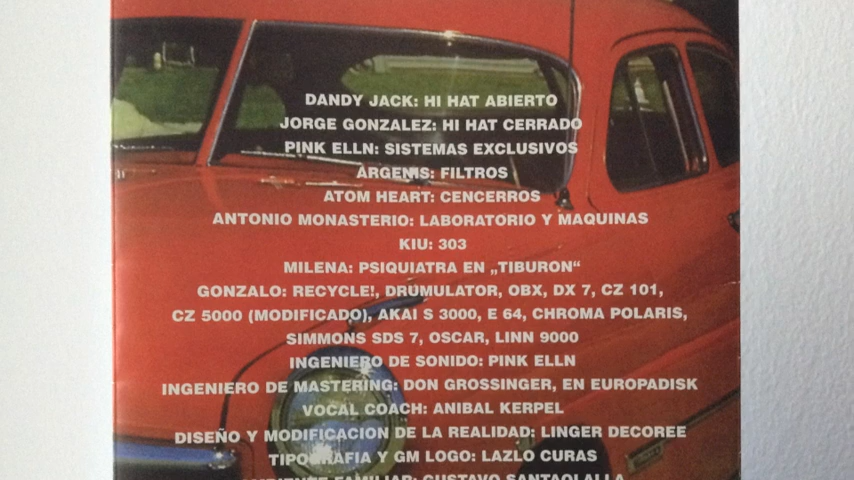 DANDY JACK: HI HAT ABIERTO
JORGE GONZALEZ: HI HAT CERRADO
PINK ELLN: SISTEMAS EXCLUSIVOS
ARGENIS: FILTROS
ATOM HEART: CENCERROS
ANTONIO MONASTERIO: LABORATORIO Y MAQUINAS
KIU: 303
MILENA: PSIQUIATRA EN „TIBURON“
GONZALO: RECYCLE!, DRUMULATOR, OBX, DX 7, CZ 101,
CZ 5000 (MODIFICADO), AKAI S 3000, E 64, CHROMA POLARIS,
SIMMONS SDS 7, OSCAR, LINN 9000
INGENIERO DE SONIDO: PINK ELLN
INGENIERO DE MASTERING: DON GROSSINGER, EN EUROPADISK
VOCAL COACH: ANIBAL KERPEL
DISEÑO Y MODIFICACION DE LA REALIDAD: LINGER DECOREE
TIPOGRAFIA Y GM LOGO: LAZLO CURAS
AMBIENTE FAMILIAR: GUSTAVO SANTAOLALLA